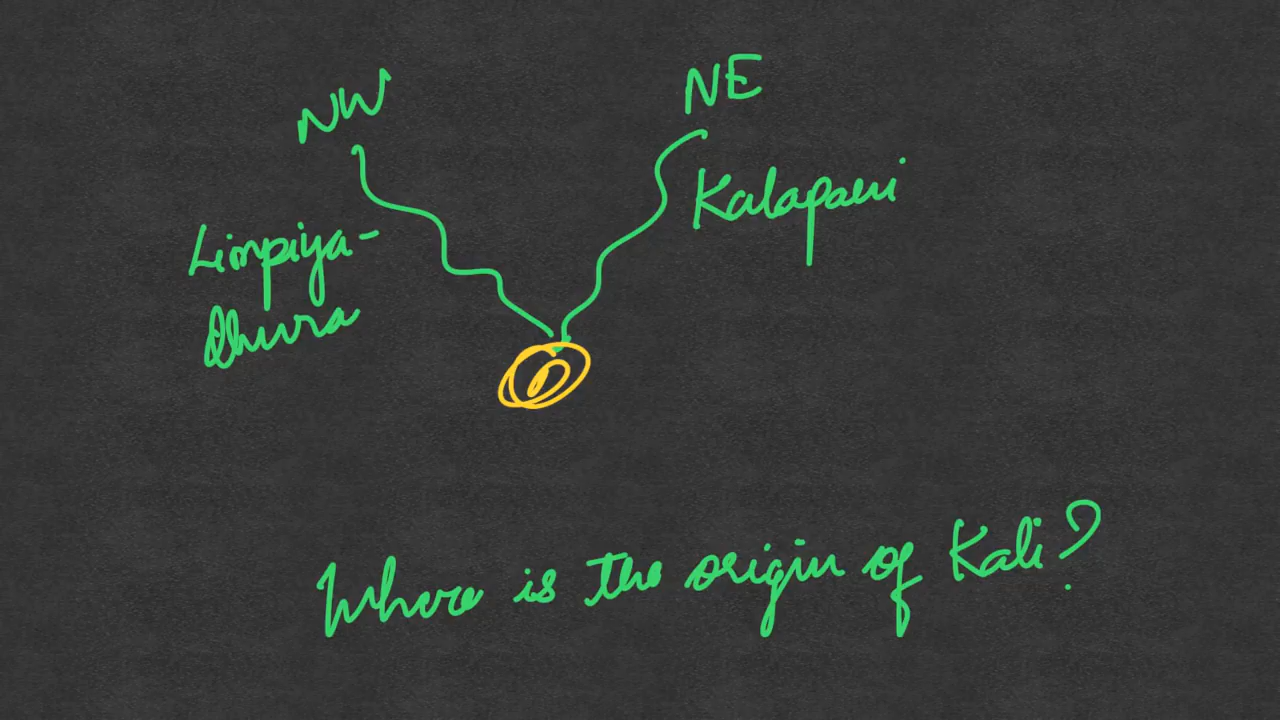 NW
NE
Kalapani
Limpiya-
Dhura
Where is the origin of Kali?